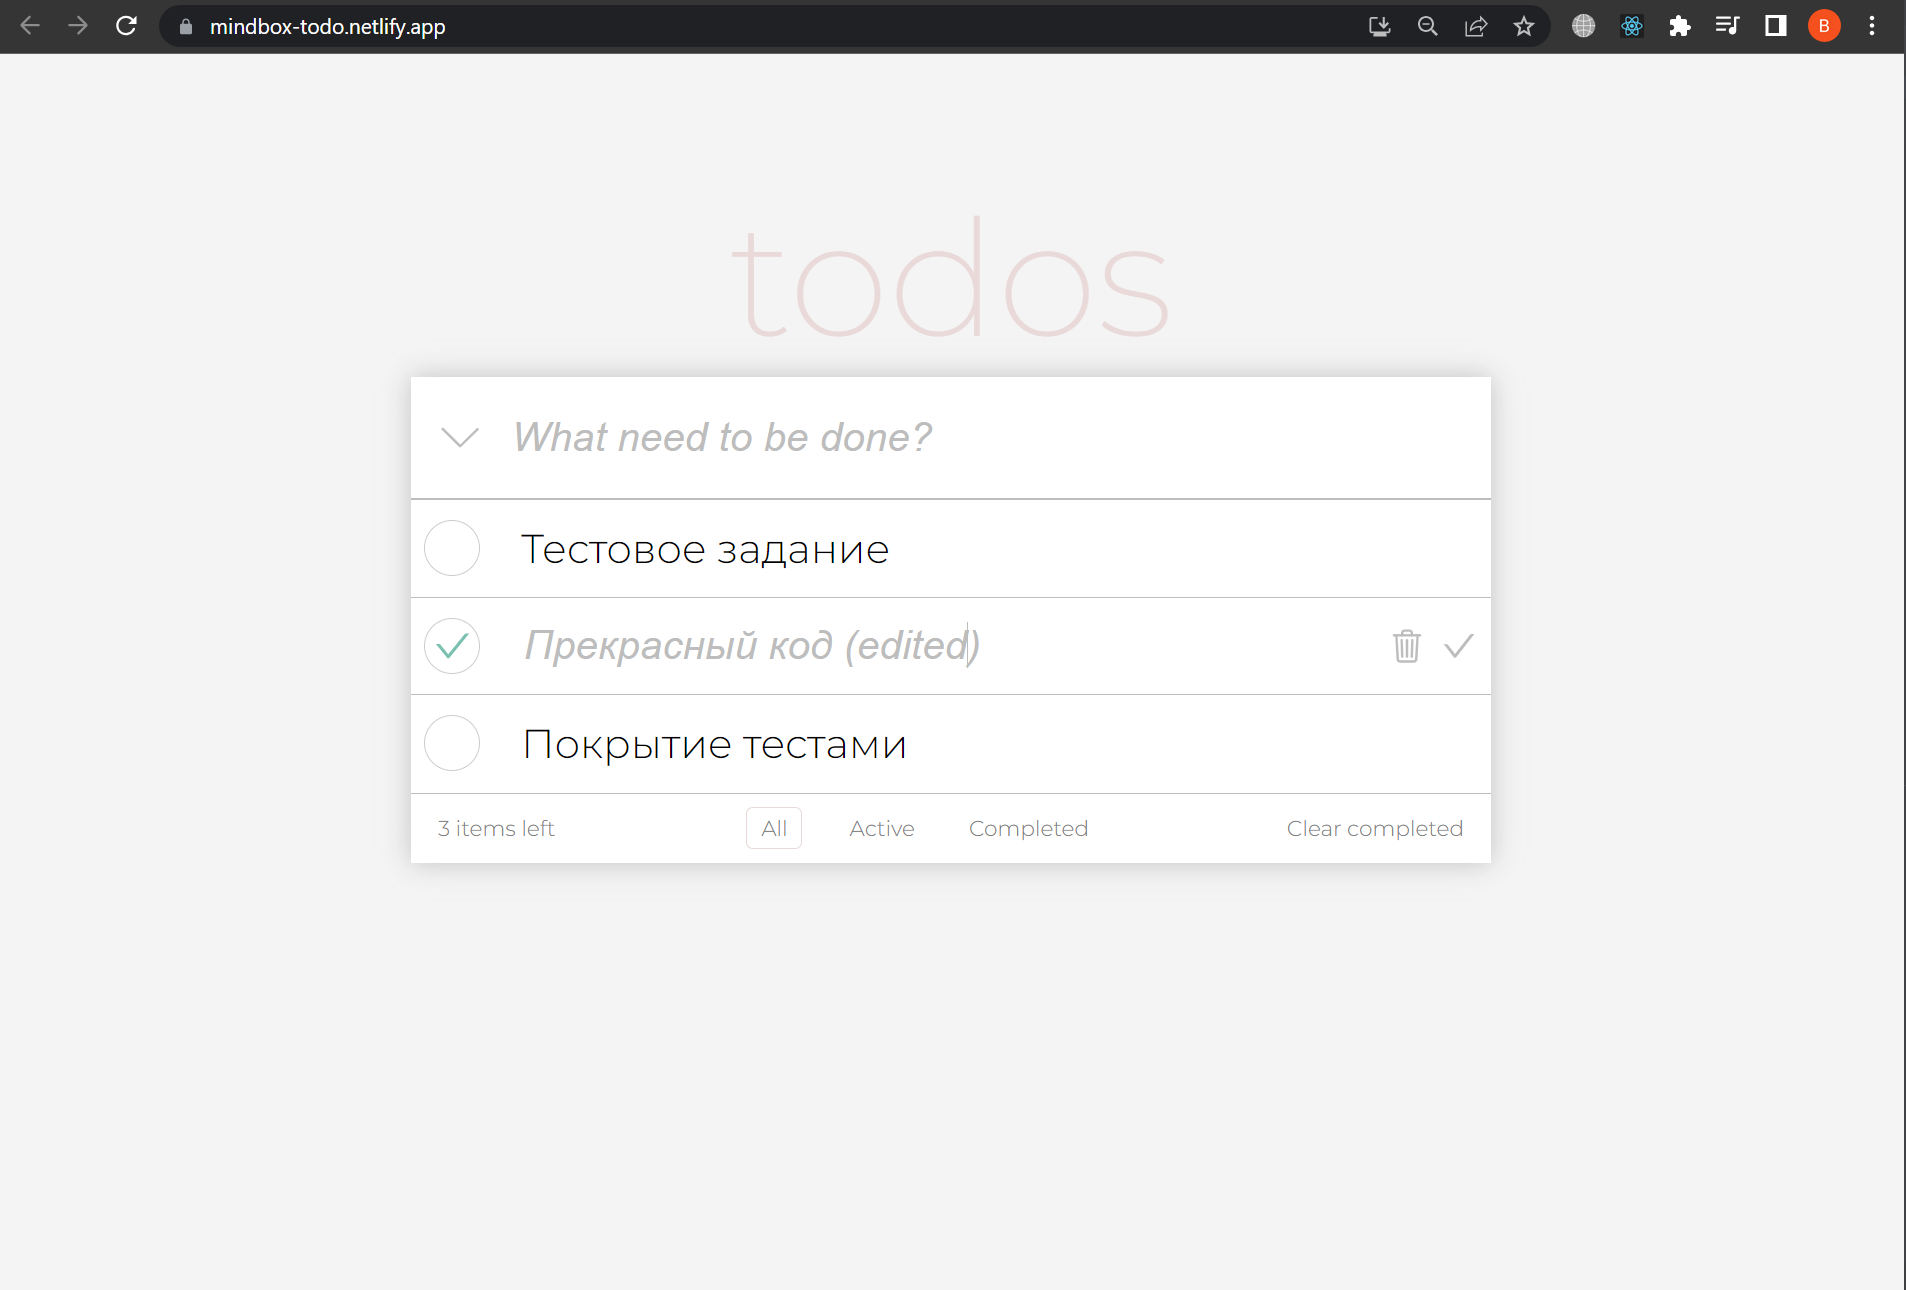 mindbox-todo.netlify.app
B
todos
What need to be done?
Тестовое задание
Прекрасный код (edited)
Покрытие тестами
3 items left All Active Completed Clear completed